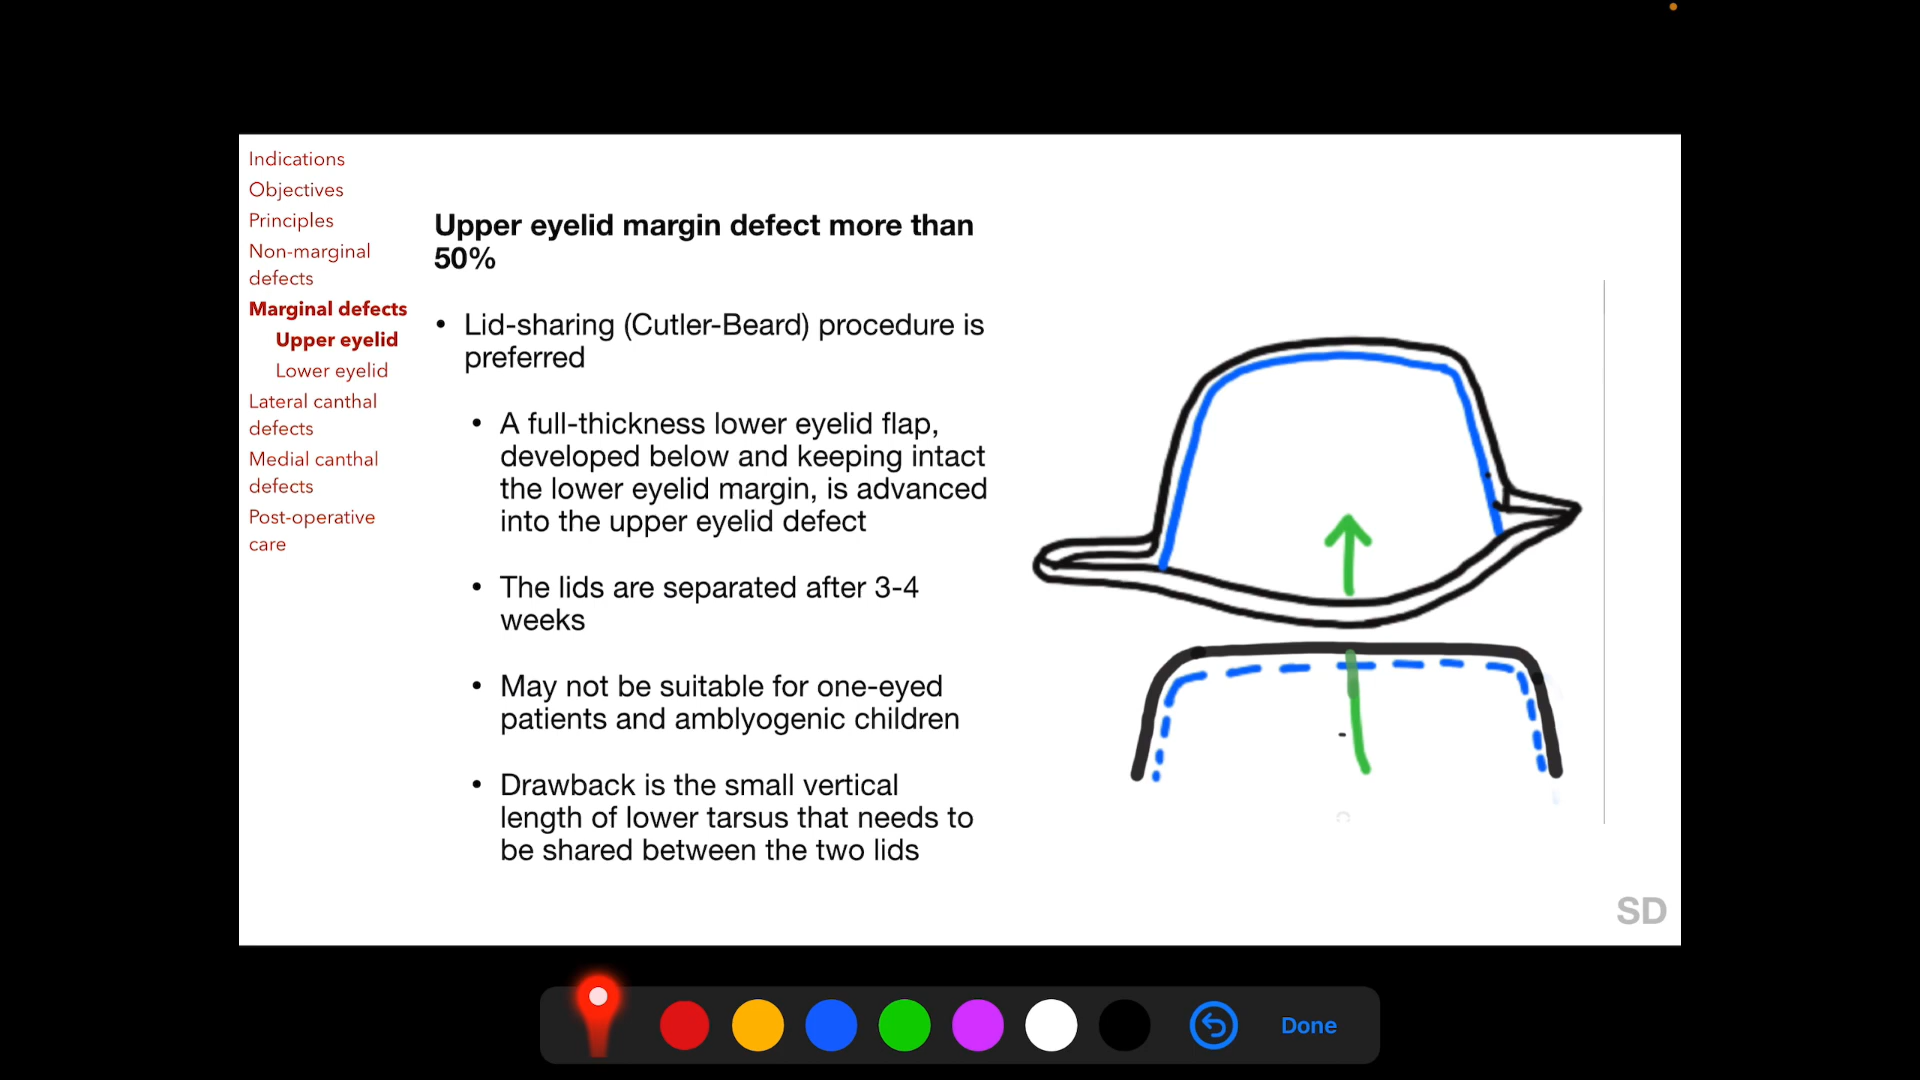 Indications
Objectives
Principles
Non-marginal
defects
Marginal defects
Upper eyelid
Lower eyelid
Lateral canthal
defects
Medial canthal
defects
Post-operative
care
Upper eyelid margin defect more than
50%
• Lid-sharing (Cutler-Beard) procedure is
preferred
• A full-thickness lower eyelid flap,
developed below and keeping intact
the lower eyelid margin, is advanced
into the upper eyelid defect
• The lids are separated after 3-4
weeks
• May not be suitable for one-eyed
patients and amblyogenic children
• Drawback is the small vertical
length of lower tarsus that needs to
be shared between the two lids
SD
Done